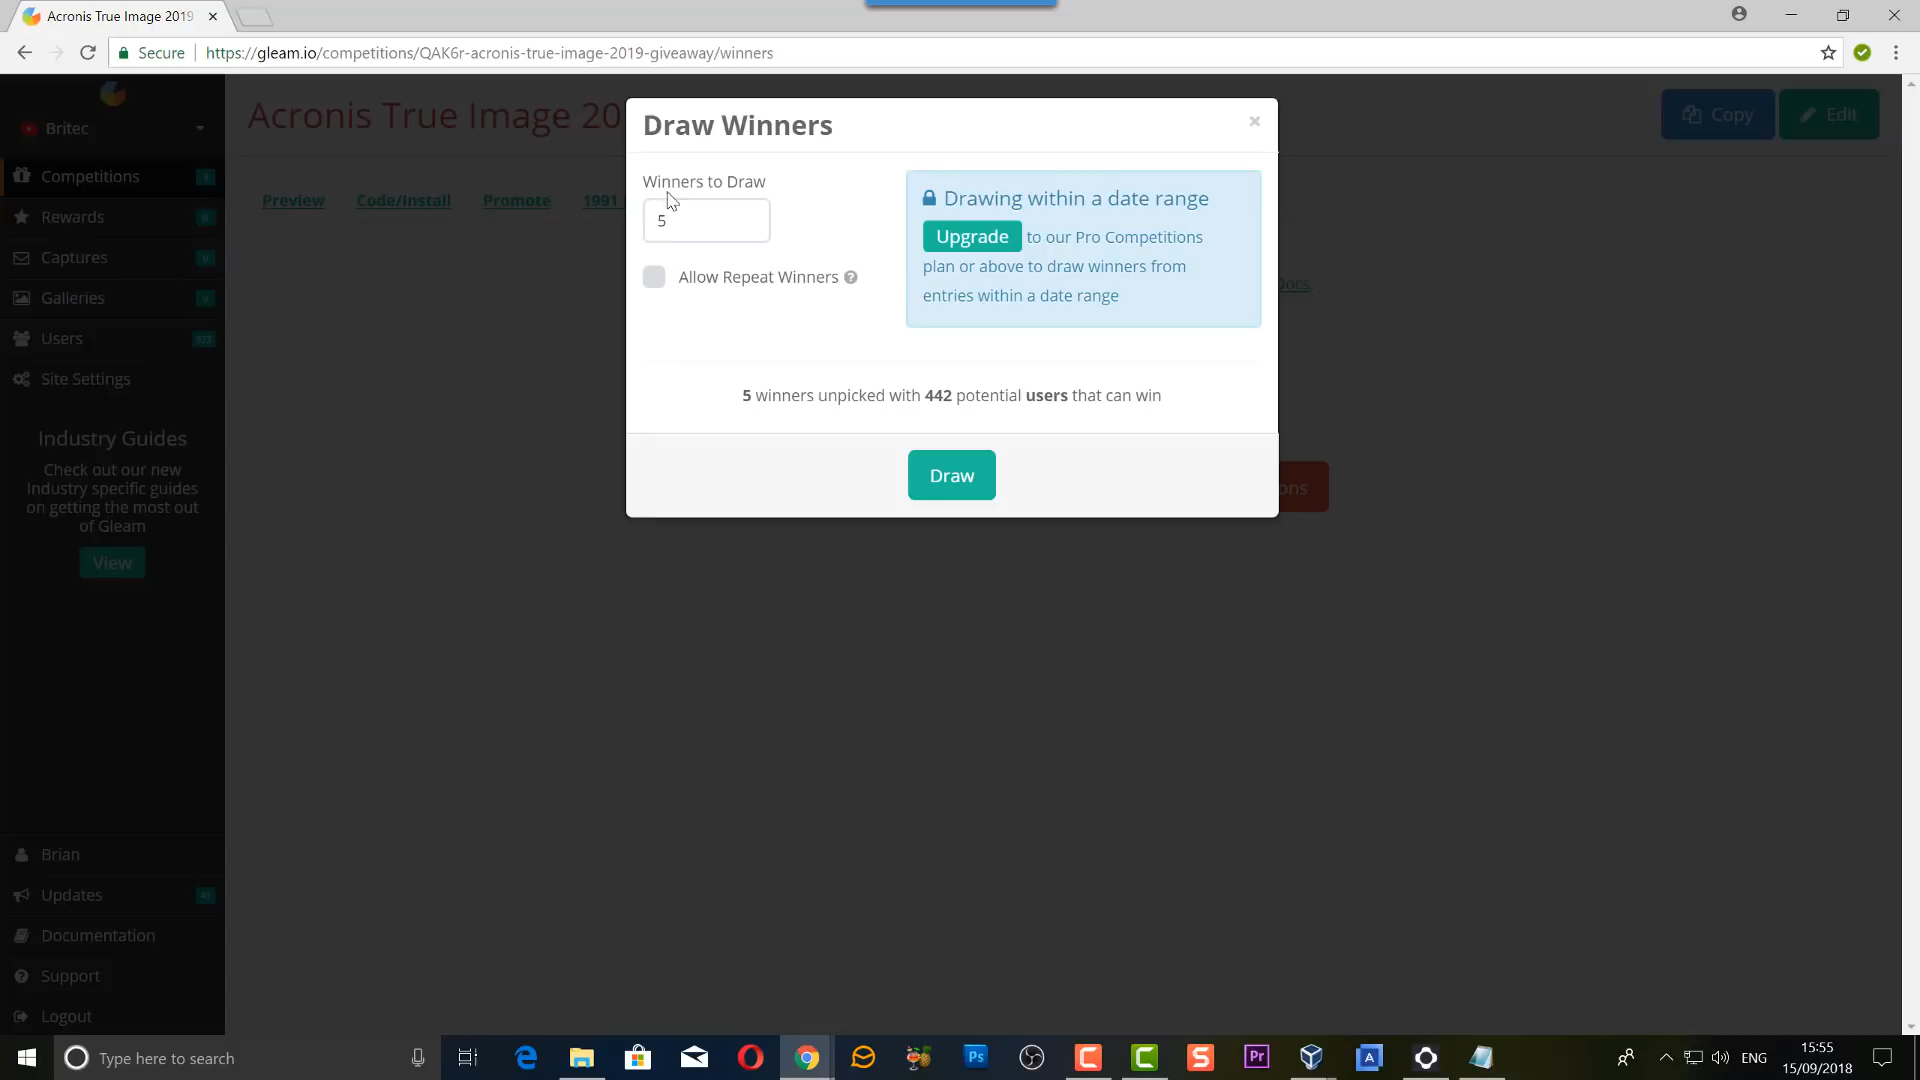 Acronis True Image 2019
Secure
https://gleam.io/competitions/QAK6r-acronis-true-image-2019-giveaway/winners
Britec
Competitions
Rewards
Captures
Galleries
Users
Site Settings
Industry Guides
Check out our new
Industry specific guides
on getting the most out
of Gleam
View
Brian
Updates
Documentation
Support
Logout
Acronis True Image 20
Copy
Edit
Preview
Code/Install
Promote
1991
Docs.
ons
Draw Winners
×
Winners to Draw
5
Allow Repeat Winners
Drawing within a date range
Upgrade to our Pro Competitions
plan or above to draw winners from
entries within a date range
5 winners unpicked with 442 potential users that can win
Draw
Type here to search
Ps
Pr
ENG
15:55
15/09/2018